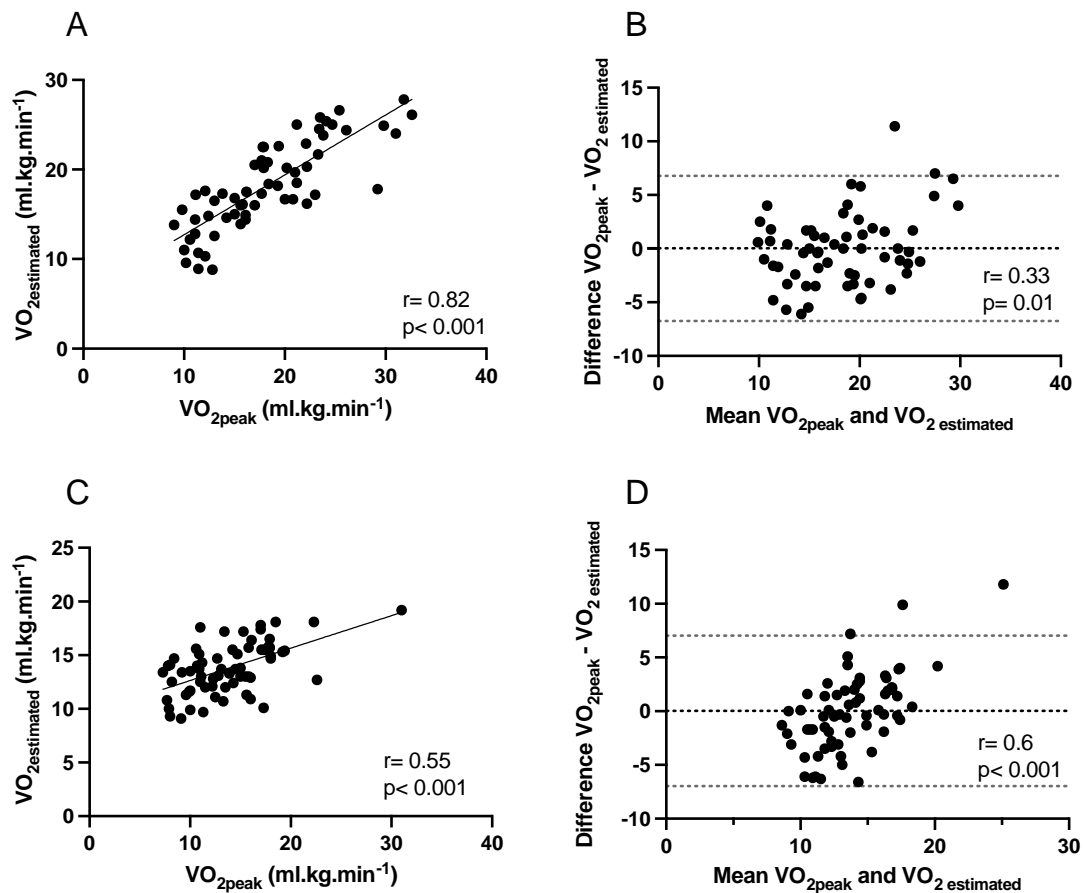 A
VO2estimated (ml.kg.min-1)
30
20
10
0
0 10 20 30 40
VO2peak (ml.kg.min-1)
r= 0.82
p< 0.001
B
Difference VO2peak - VO2 estimated
15
10
5
0
-5
-10
0 10 20 30 40
Mean VO2peak and VO2 estimated
r= 0.33
p= 0.01
C
VO2estimated (ml.kg.min-1)
25
20
15
10
5
0
0 10 20 30 40
VO2peak (ml.kg.min-1)
r= 0.55
p< 0.001
D
Difference VO2peak - VO2 estimated
15
10
5
0
-5
-10
0 10 20 30
Mean VO2peak and VO2 estimated
r= 0.6
p< 0.001